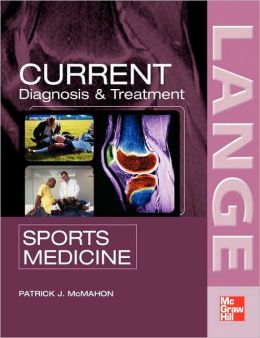 CURRENT
Diagnosis & Treatment
LANGE
SPORTS
MEDICINE
PATRICK J. McMAHON
Mc
Graw
Hill